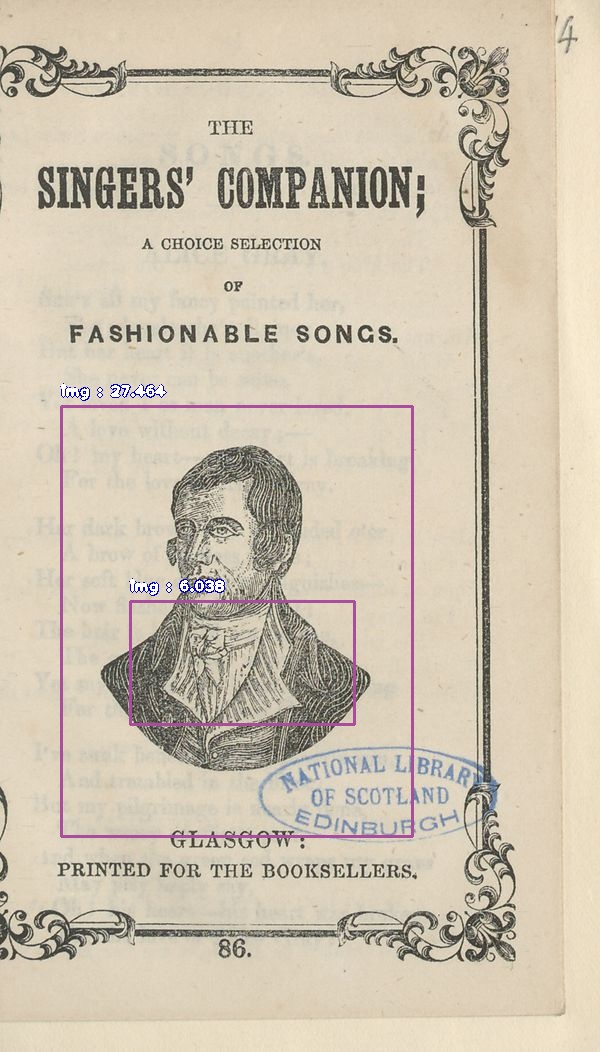 4
THE
SINGERS' COMPANION;
A CHOICE SELECTION
OF
FASHIONABLE SONGS.
img : 27.464
img : 6.038
NATIONAL LIBRARY
OF SCOTLAND
EDINBURGH
GLASGOW:
PRINTED FOR THE BOOKSELLERS.
86.